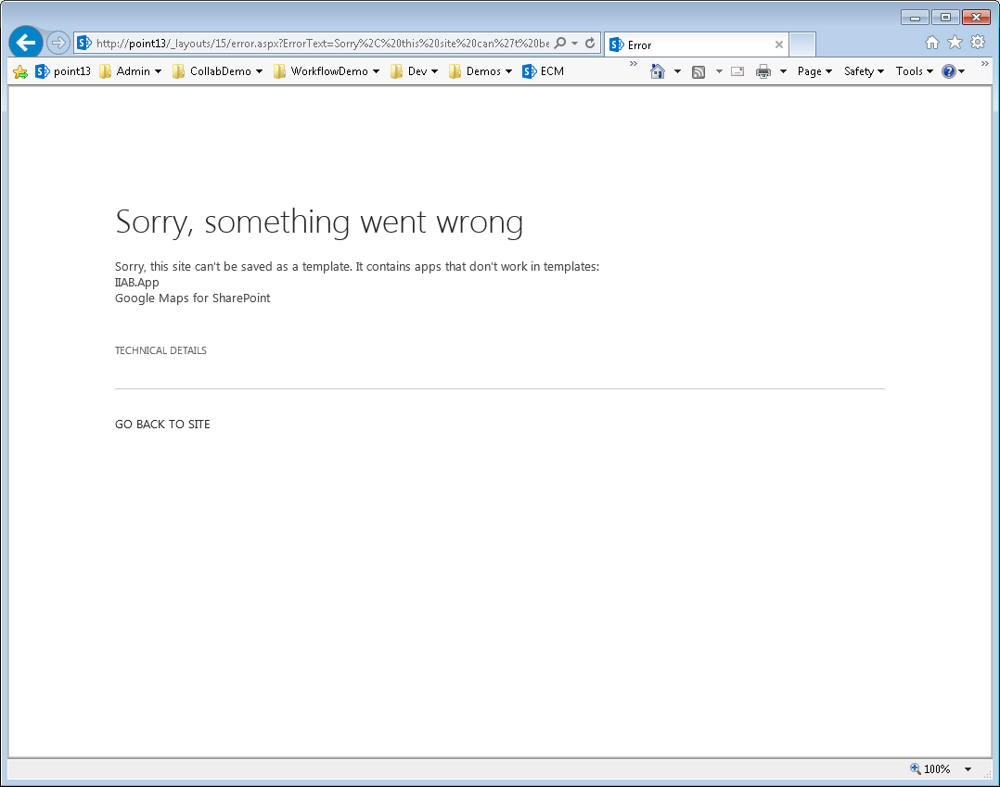 http://point13/_layouts/15/error.aspx?ErrorText=Sorry%2C%20this%20site%20can%27t%20be
Error
point13 Admin CollabDemo WorkflowDemo Dev Demos ECM
Page Safety Tools
Sorry, something went wrong
Sorry, this site can't be saved as a template. It contains apps that don't work in templates:
IIAB.App
Google Maps for SharePoint
TECHNICAL DETAILS
GO BACK TO SITE
100%